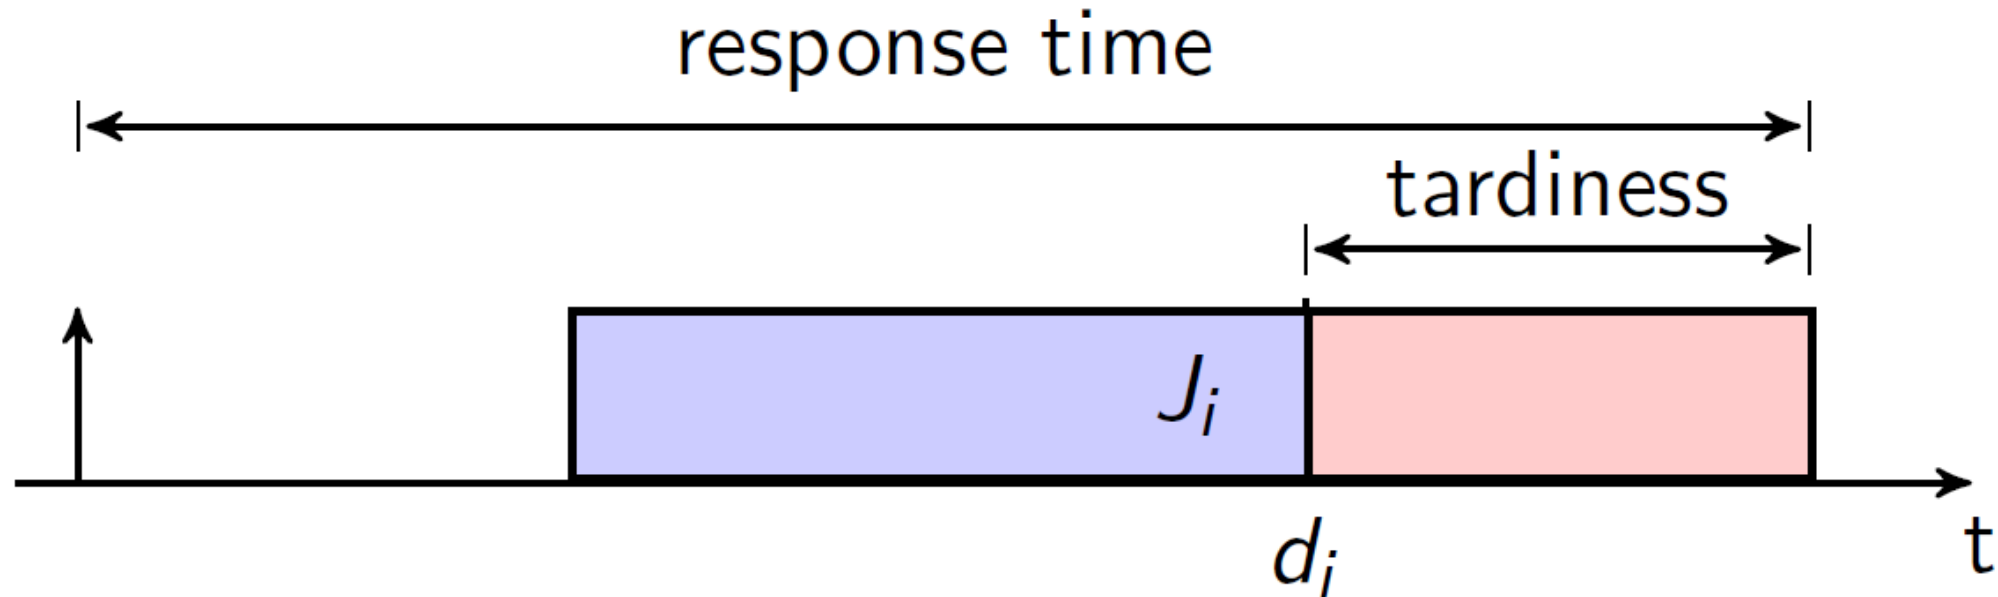 response time
tardiness
J_i
d_i
t